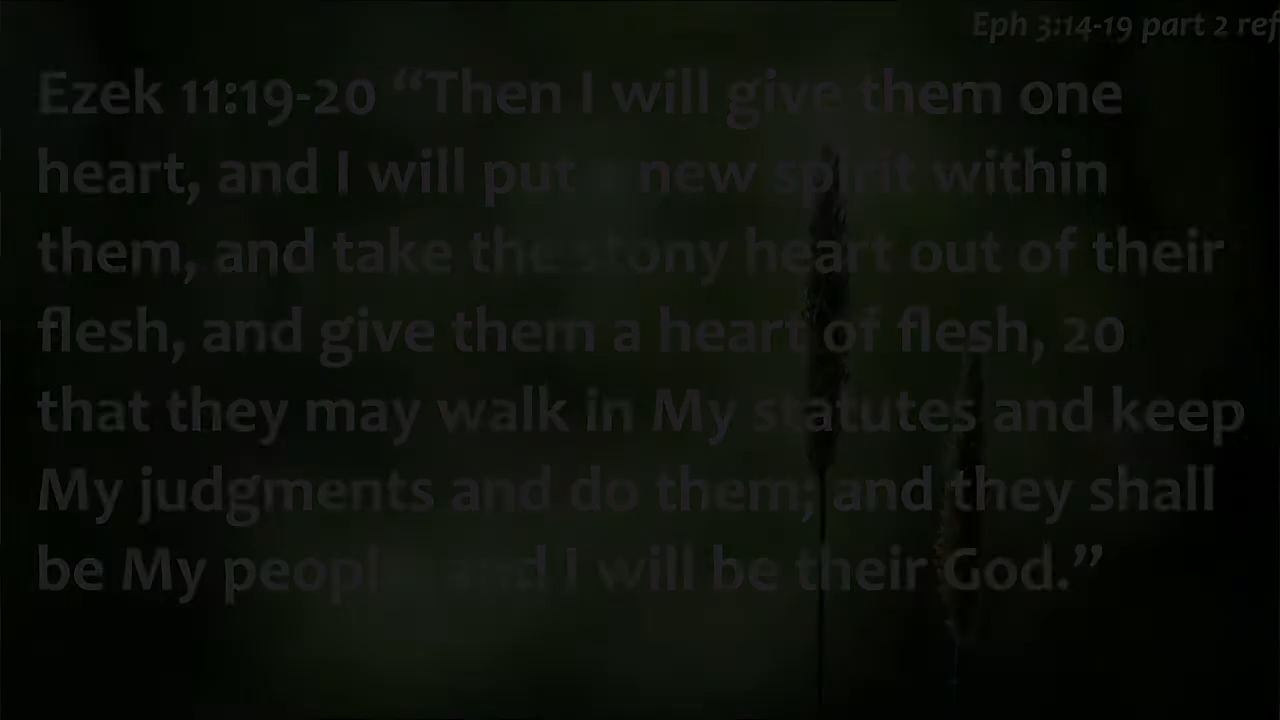 Eph 3:14-19 part 2 ref
Ezek 11:19-20 “Then I will give them one
heart, and I will put new spirit within
them, and take the stony heart out of their
flesh, and give them a heart of flesh, 20
that they may walk in My statutes and keep
My judgments and do them; and they shall
be My peopl and I will be their God.”